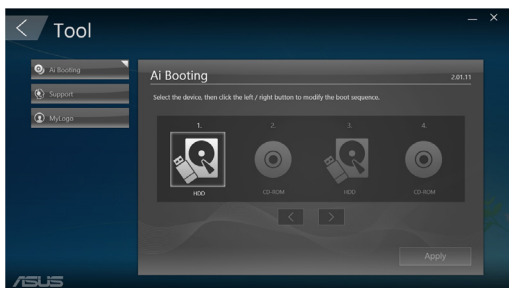 Tool
Ai Booting
Support
MyLogo
Ai Booting
2.01.11
Select the device, then click the left / right button to modify the boot sequence.
1. 2. 3. 4.
HDD CD-ROM HDD CD-ROM
Apply
ASUS